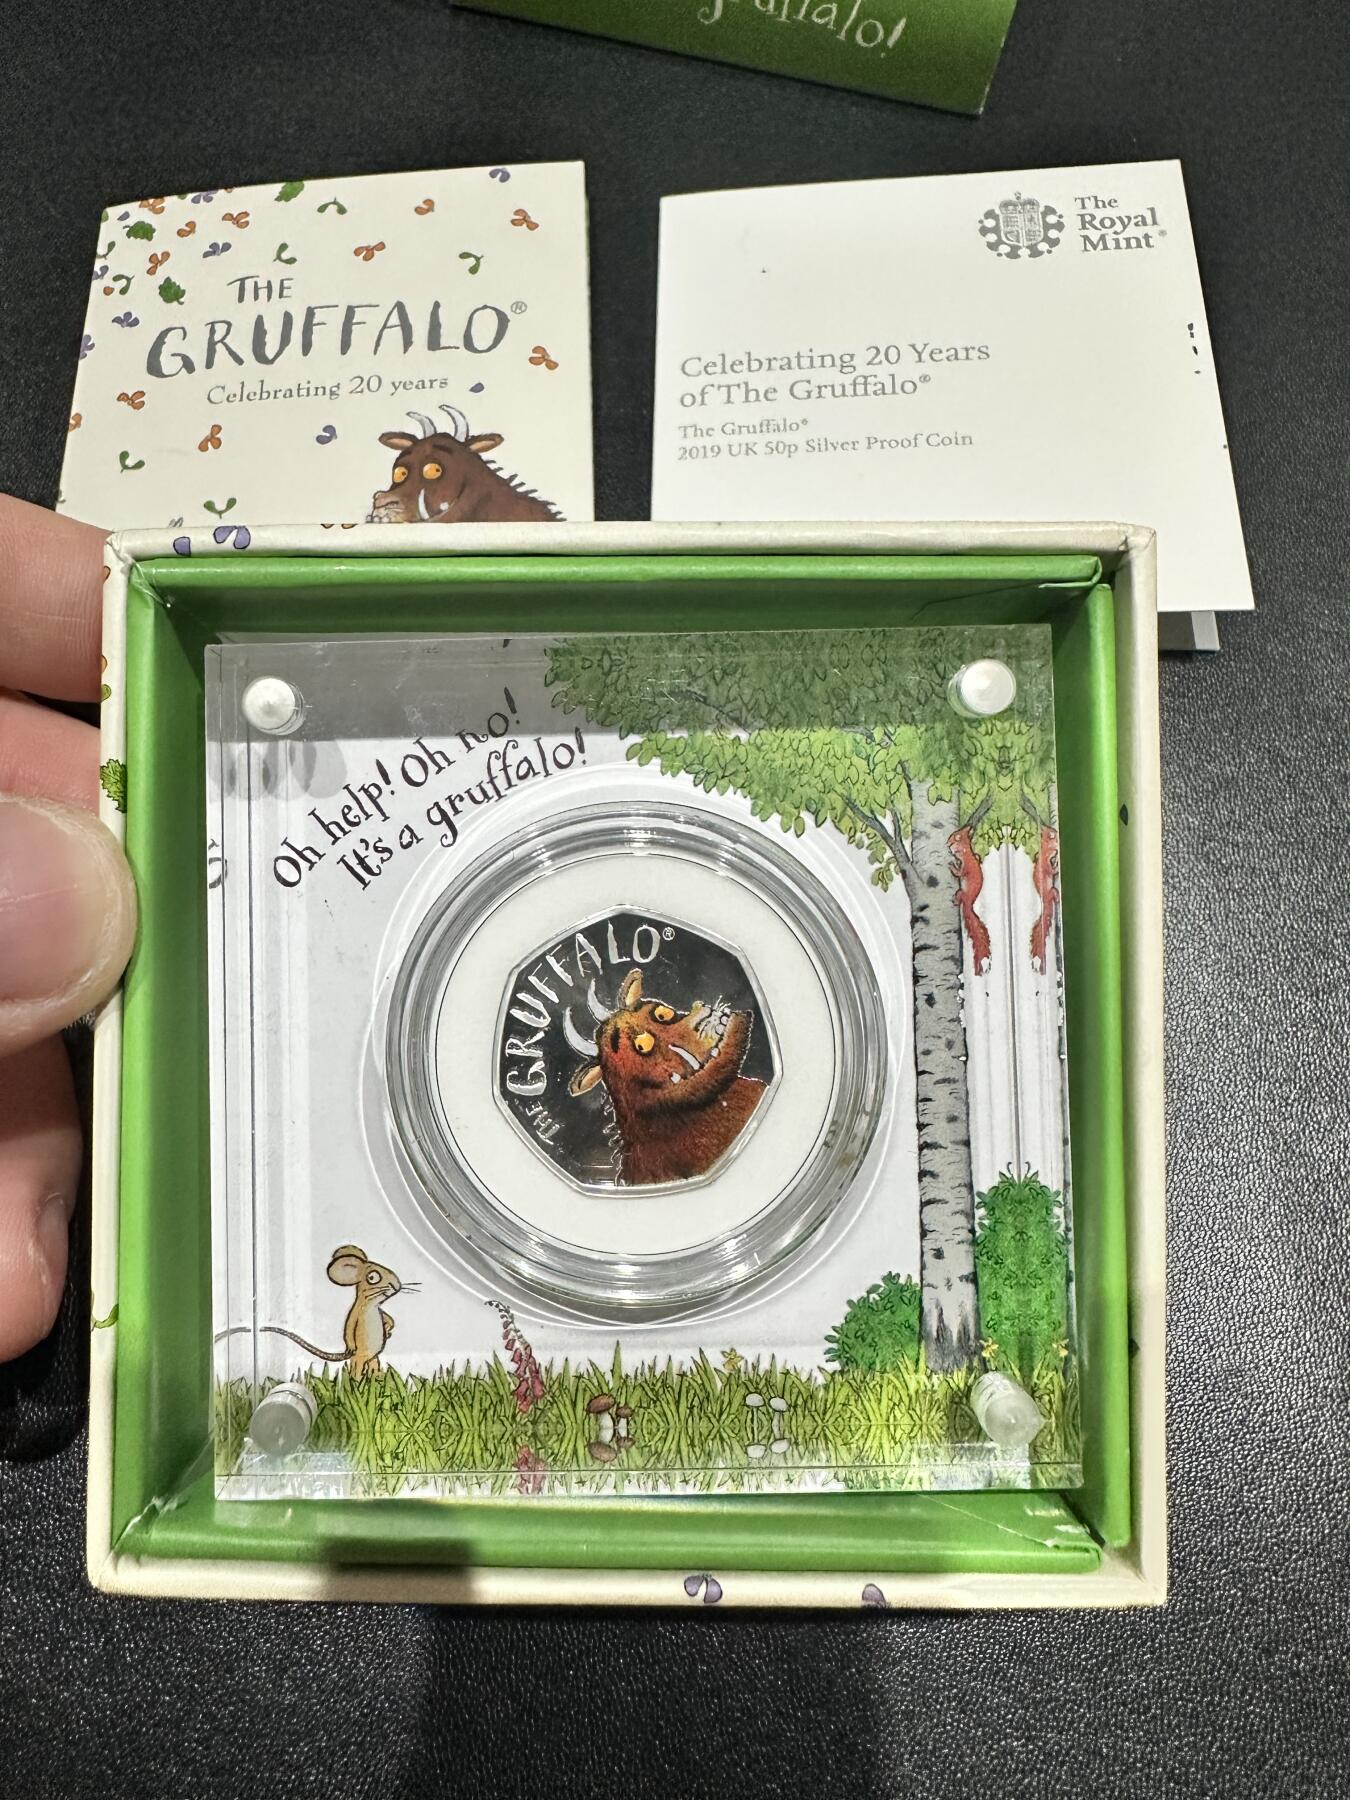 gruffalo!
THE
GRUFFALO®
Celebrating 20 years
The
Royal
Mint®
Celebrating 20 Years
of The Gruffalo®
The Gruffalo®
2019 UK 50p Silver Proof Coin
Oh help! Oh no!
It's a gruffalo!
THE GRUFFALO®